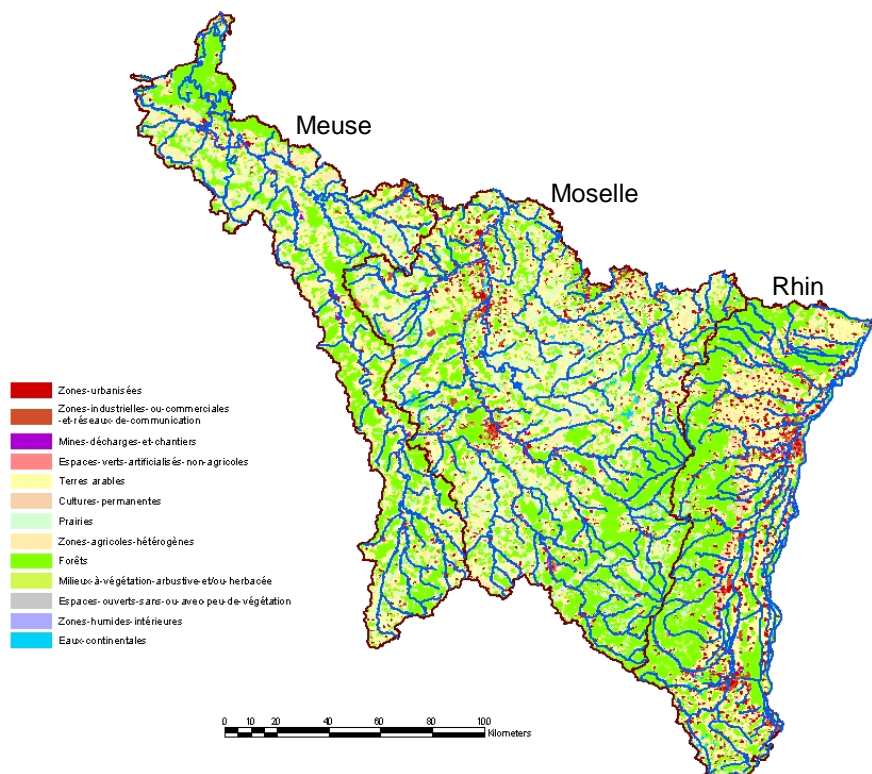 Meuse
Moselle
Rhin
Zones-urbanisées
Zones-industrielles-ou-commerciales
-et-réseaux-de-communication
Mines-décharges-et-chantiers
Espaces-verts-artificialisés-non-agricoles
Terres arables
Cultures-permanentes
Prairies
Zones-agricoles-hétérogènes
Forêts
Milieux-à-végétation-arbustive-et/ou-herbacée
Espaces-ouverts-sans-ou-avec-peu-de-végétation
Zones-humides-intérieures
Eaux-continentales
0 10 20 40 60 80 100
Kilometers